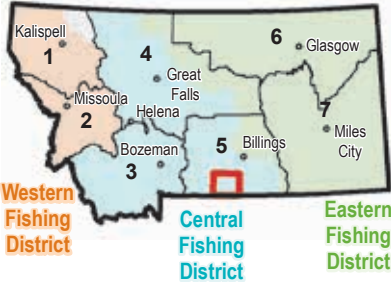 Kalispell
1
4
6
Glasgow
Great
Falls
Missoula
2
Helena
7
Miles
City
Bozeman
3
5
Billings
Western
Fishing
District
Central
Fishing
District
Eastern
Fishing
District